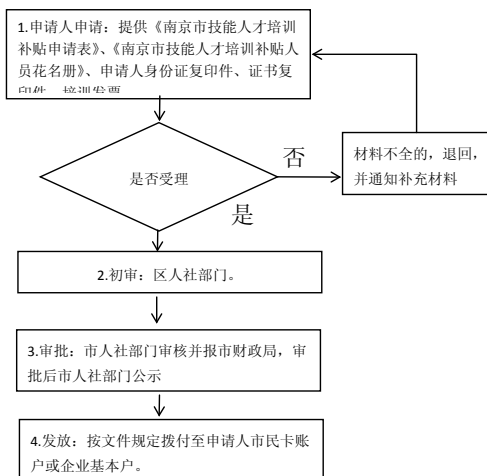 1.申请人申请：提供《南京市技能人才培训
补贴申请表》、《南京市技能人才培训补贴人
员花名册》、申请人身份证复印件、证书复
印件、培训发票
是否受理
否
材料不全的，退回，
并通知补充材料
是
2.初审：区人社部门。
3.审批：市人社部门审核并报市财政局，审
批后市人社部门公示
4.发放：按文件规定拨付至申请人市民卡账
户或企业基本户。